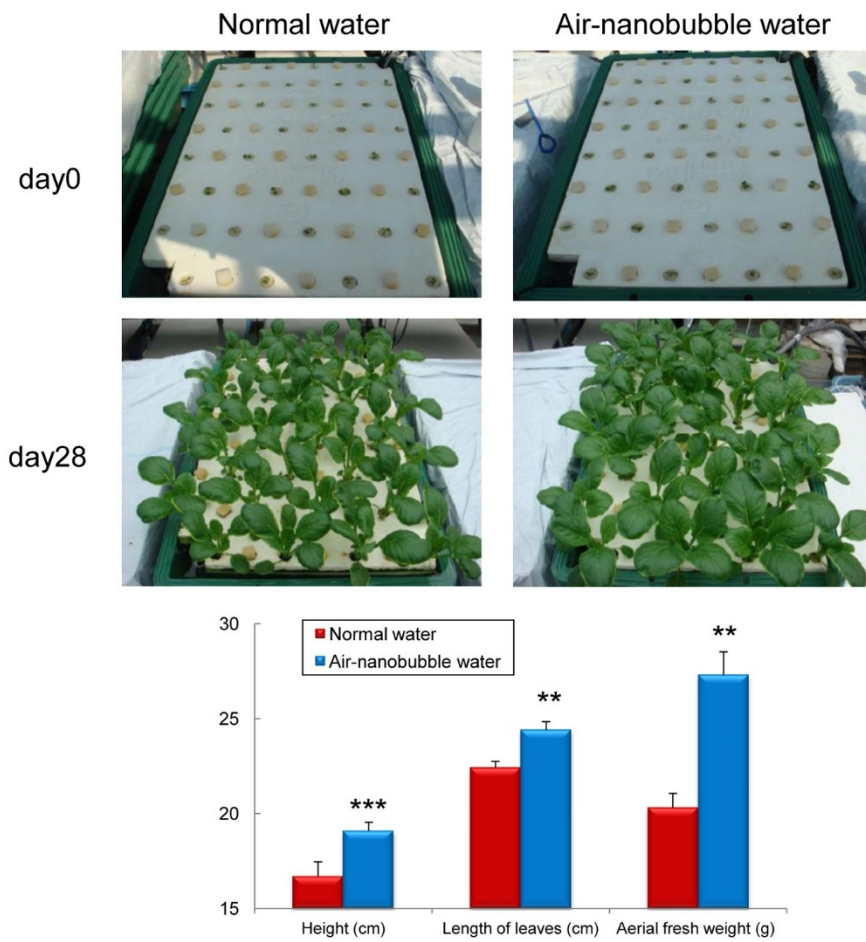 Normal water
Air-nanobubble water
day0
day28
30
25
20
15
Normal water
Air-nanobubble water
***
**
**
Height (cm)
Length of leaves (cm)
Aerial fresh weight (g)